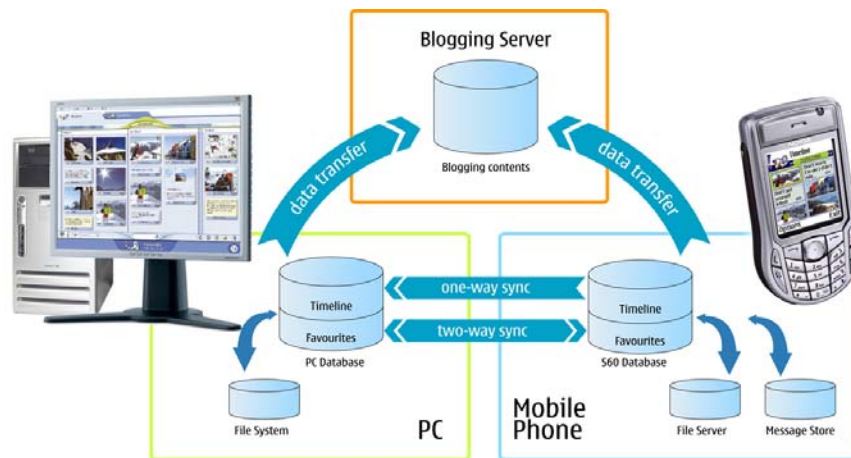 Blogging Server
Blogging contents
data transfer
data transfer
Timeline
one-way sync
Timeline
Timeline
Favourites
two-way sync
Favourites
PC Database
S60 Database
File System
PC
Mobile
Phone
File Server
Message Store